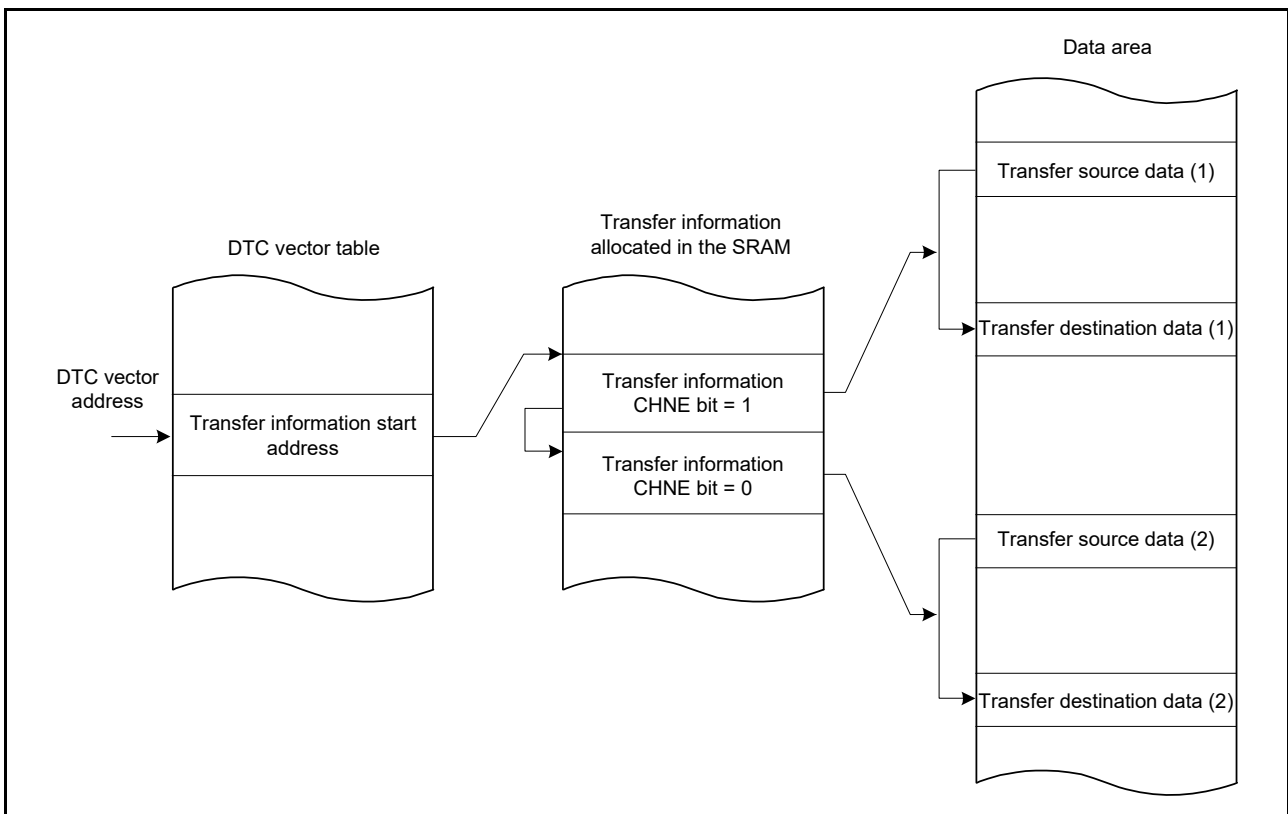 Data area
Transfer source data (1)
Transfer information
allocated in the SRAM
DTC vector table
Transfer destination data (1)
DTC vector
address
Transfer information
CHNE bit = 1
Transfer information start
address
Transfer information
CHNE bit = 0
Transfer source data (2)
Transfer destination data (2)